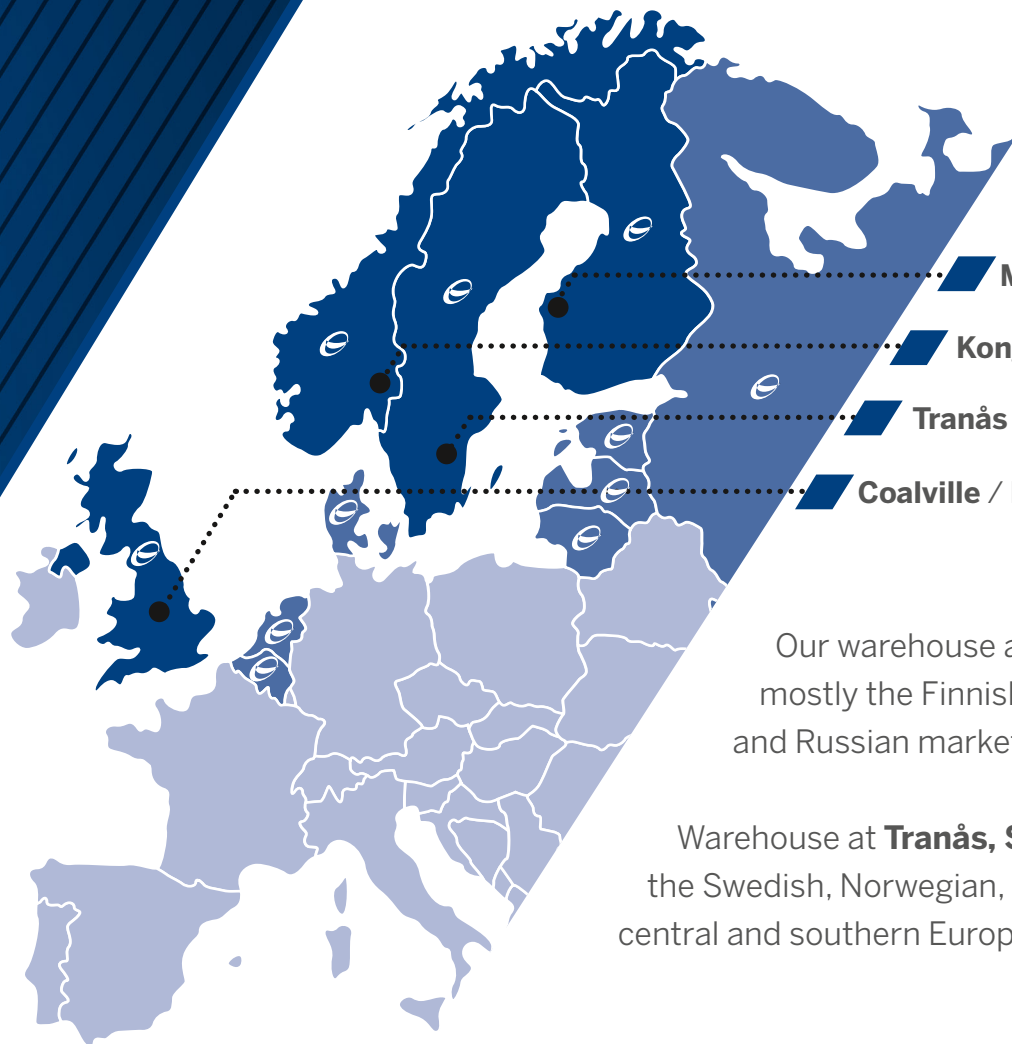 Kon
Tranås
Coalville /
Our warehouse
mostly the Finnish
and Russian market
Warehouse at Tranås,
the Swedish, Norwegian,
central and southern Europ